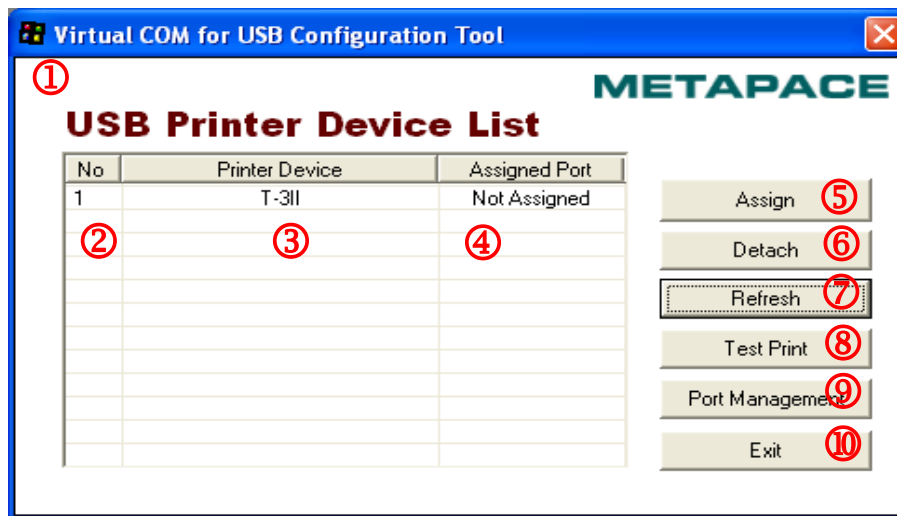 Virtual COM for USB Configuration Tool
①
METAPACE
USB Printer Device List
No Printer Device Assigned Port
1 T-3II Not Assigned
② ③ ④
Assign ⑤
Detach ⑥
Refresh ⑦
Test Print ⑧
Port Management ⑨
Exit ⑩